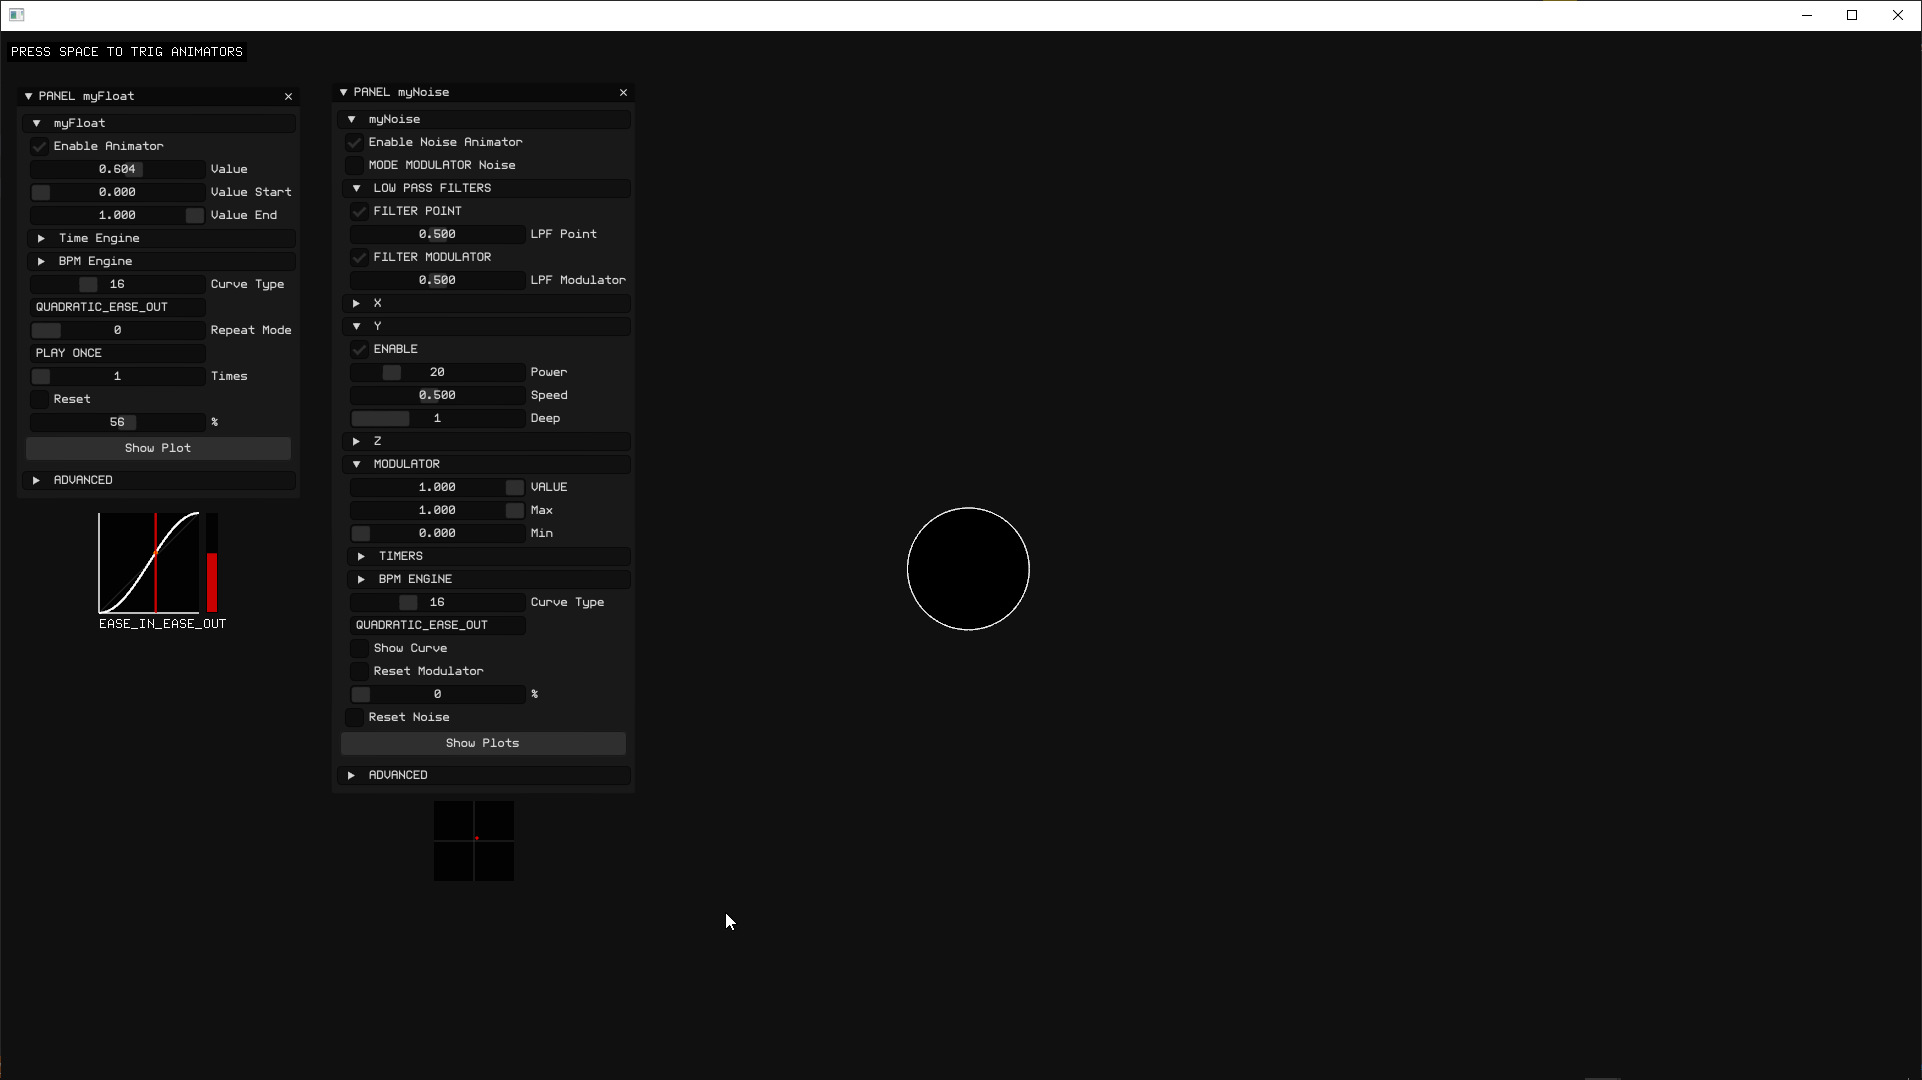 PRESS SPACE TO TRIG ANIMATORS
PANEL myFloat
myFloat
Enable Animator
0.604 Value
0.000 Value Start
1.000 Value End
Time Engine
BPM Engine
16 Curve Type
QUADRATIC_EASE_OUT
0 Repeat Mode
PLAY ONCE
1 Times
Reset
56 %
Show Plot
ADVANCED
EASE_IN_EASE_OUT
PANEL myNoise
myNoise
Enable Noise Animator
MODE MODULATOR Noise
LOW PASS FILTERS
FILTER POINT
0.500 LPF Point
FILTER MODULATOR
0.500 LPF Modulator
X
Y
ENABLE
20 Power
0.500 Speed
1 Deep
Z
MODULATOR
1.000 VALUE
1.000 Max
0.000 Min
TIMERS
BPM ENGINE
16 Curve Type
QUADRATIC_EASE_OUT
Show Curve
Reset Modulator
0 %
Reset Noise
Show Plots
ADVANCED